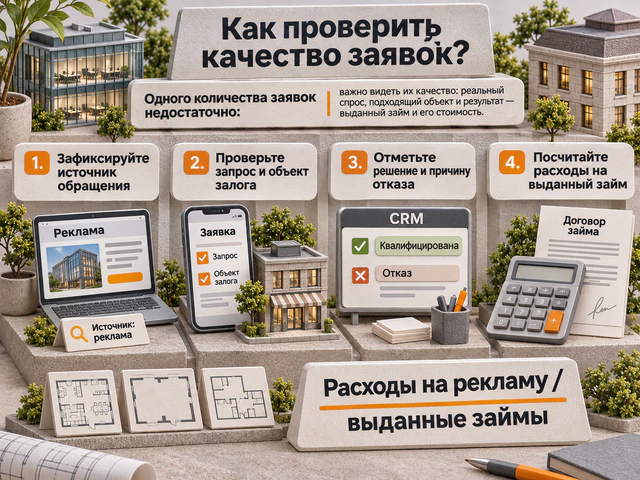 Как проверить
качество заявок?
Одного количества заявок
недостаточно:
важно видеть их качество: реальный
спрос, подходящий объект и результат —
выданный займ и его стоимость.
1. Зафиксируйте
источник
обращения
2. Проверьте
запрос и объект
залога
3. Отметьте
решение и причину
отказа
4. Посчитайте
расходы на
выданный займ
Реклама
Источник:
реклама
Заявка
Запрос
Объект
залога
CRM
Квалифицирована
Отказ
Договор
займа
Расходы на рекламу /
выданные займы